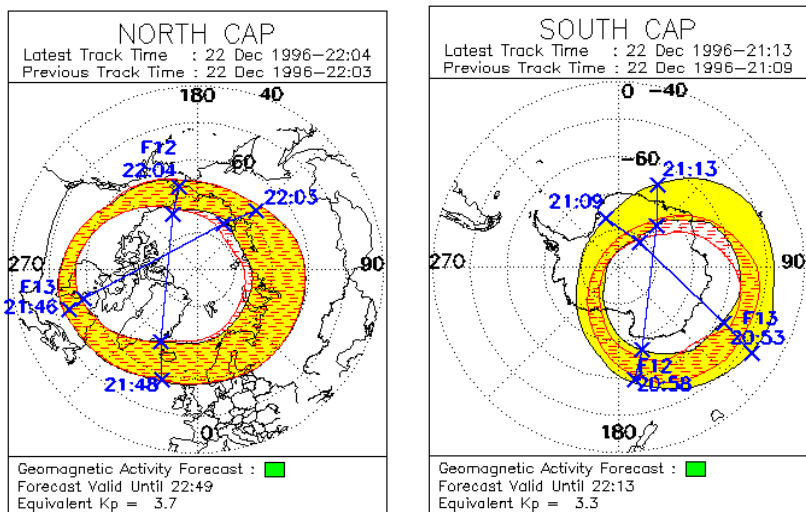 NORTH CAP
Latest Track Time : 22 Dec 1996-22:04
Previous Track Time : 22 Dec 1996-22:03
180
40
F12
22:04
60
22:03
270
90
F13
21:46
21:48
0
Geomagnetic Activity Forecast :
Forecast Valid Until 22:49
Equivalent Kp = 3.7
SOUTH CAP
Latest Track Time : 22 Dec 1996-21:13
Previous Track Time : 22 Dec 1996-21:09
0
-40
-60
21:13
21:09
270
90
F13
20:53
F12
20:58
180
Geomagnetic Activity Forecast :
Forecast Valid Until 22:13
Equivalent Kp = 3.3